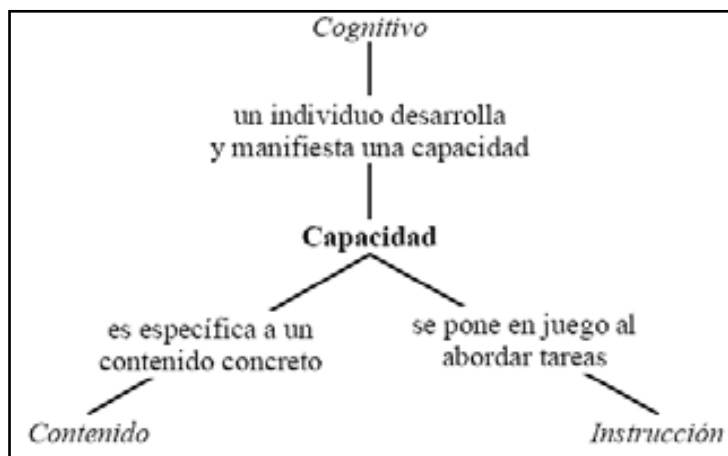 Cognitivo
un individuo desarrolla
y manifiesta una capacidad
Capacidad
es específica a un
contenido concreto
se pone en juego al
abordar tareas
Contenido
Instrucción